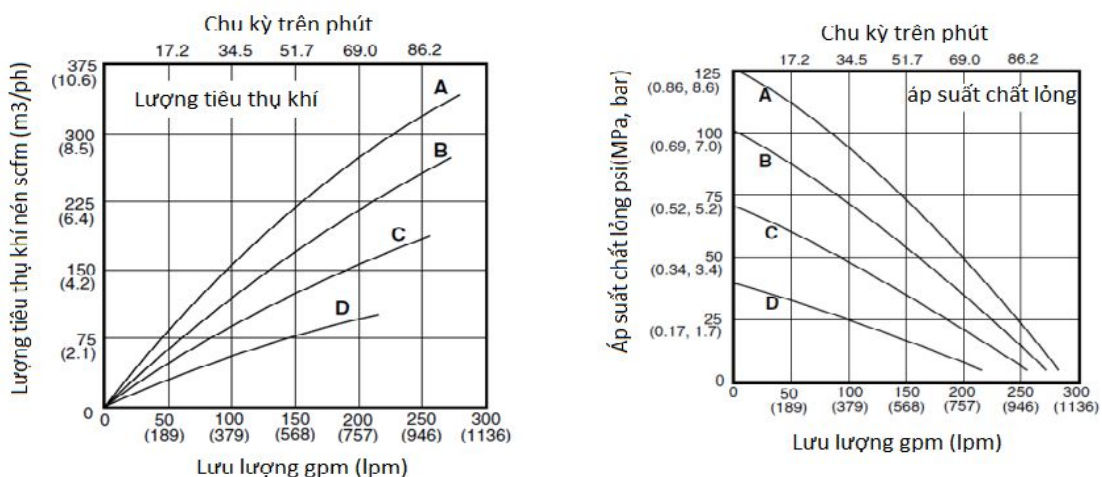 Chu kỳ trên phút
17.2 34.5 51.7 69.0 86.2
Lượng tiêu thụ khí nén scfm (m3/ph)
375
(10.6)
300
(8.5)
225
(6.4)
150
(4.2)
75
(2.1)
0
Lượng tiêu thụ khí
A
B
C
D
0 50 100 150 200 250 300
(189) (379) (568) (757) (946) (1136)
Lưu lượng gpm (lpm)
Chu kỳ trên phút
17.2 34.5 51.7 69.0 86.2
Áp suất chất lỏng psi(MPa, bar)
125
(0.86, 8.6)
100
(0.69, 7.0)
75
(0.52, 5.2)
50
(0.34, 3.4)
25
(0.17, 1.7)
0
áp suất chất lỏng
A
B
C
D
0 50 100 150 200 250 300
(189) (379) (568) (757) (946) (1136)
Lưu lượng gpm (lpm)